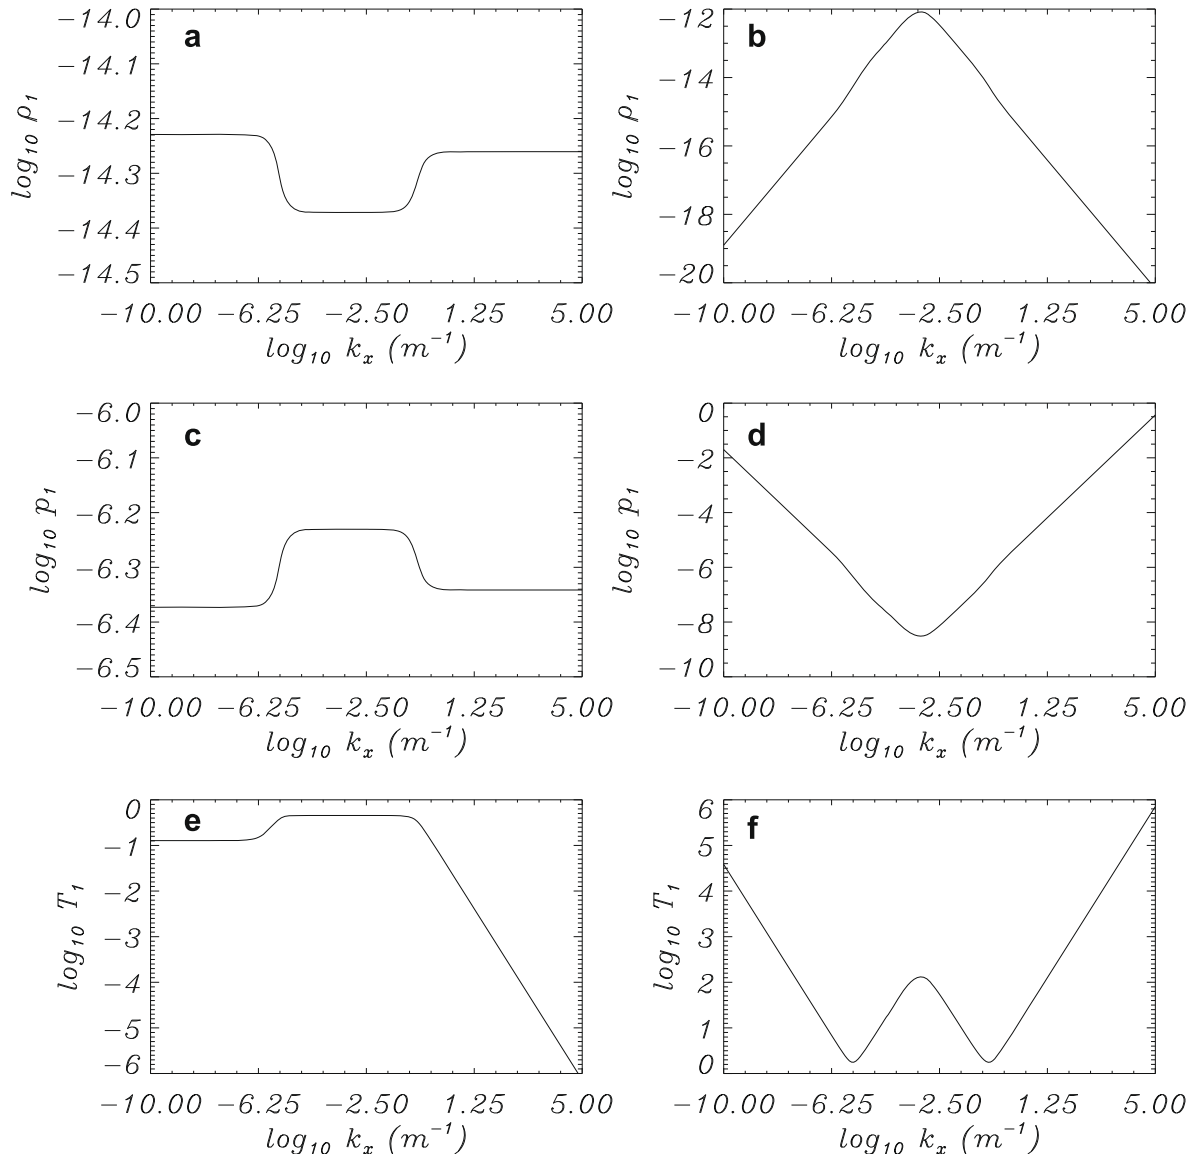 a
log₁₀ ρ₁
−14.0
−14.1
−14.2
−14.3
−14.4
−14.5
−10.00 −6.25 −2.50 1.25 5.00
log₁₀ kₓ (m⁻¹)
b
log₁₀ ρ₁
−12
−14
−16
−18
−20
−10.00 −6.25 −2.50 1.25 5.00
log₁₀ kₓ (m⁻¹)
c
log₁₀ p₁
−6.0
−6.1
−6.2
−6.3
−6.4
−6.5
−10.00 −6.25 −2.50 1.25 5.00
log₁₀ kₓ (m⁻¹)
d
log₁₀ p₁
0
−2
−4
−6
−8
−10
−10.00 −6.25 −2.50 1.25 5.00
log₁₀ kₓ (m⁻¹)
e
log₁₀ T₁
0
−1
−2
−3
−4
−5
−6
−10.00 −6.25 −2.50 1.25 5.00
log₁₀ kₓ (m⁻¹)
f
log₁₀ T₁
6
5
4
3
2
1
0
−10.00 −6.25 −2.50 1.25 5.00
log₁₀ kₓ (m⁻¹)